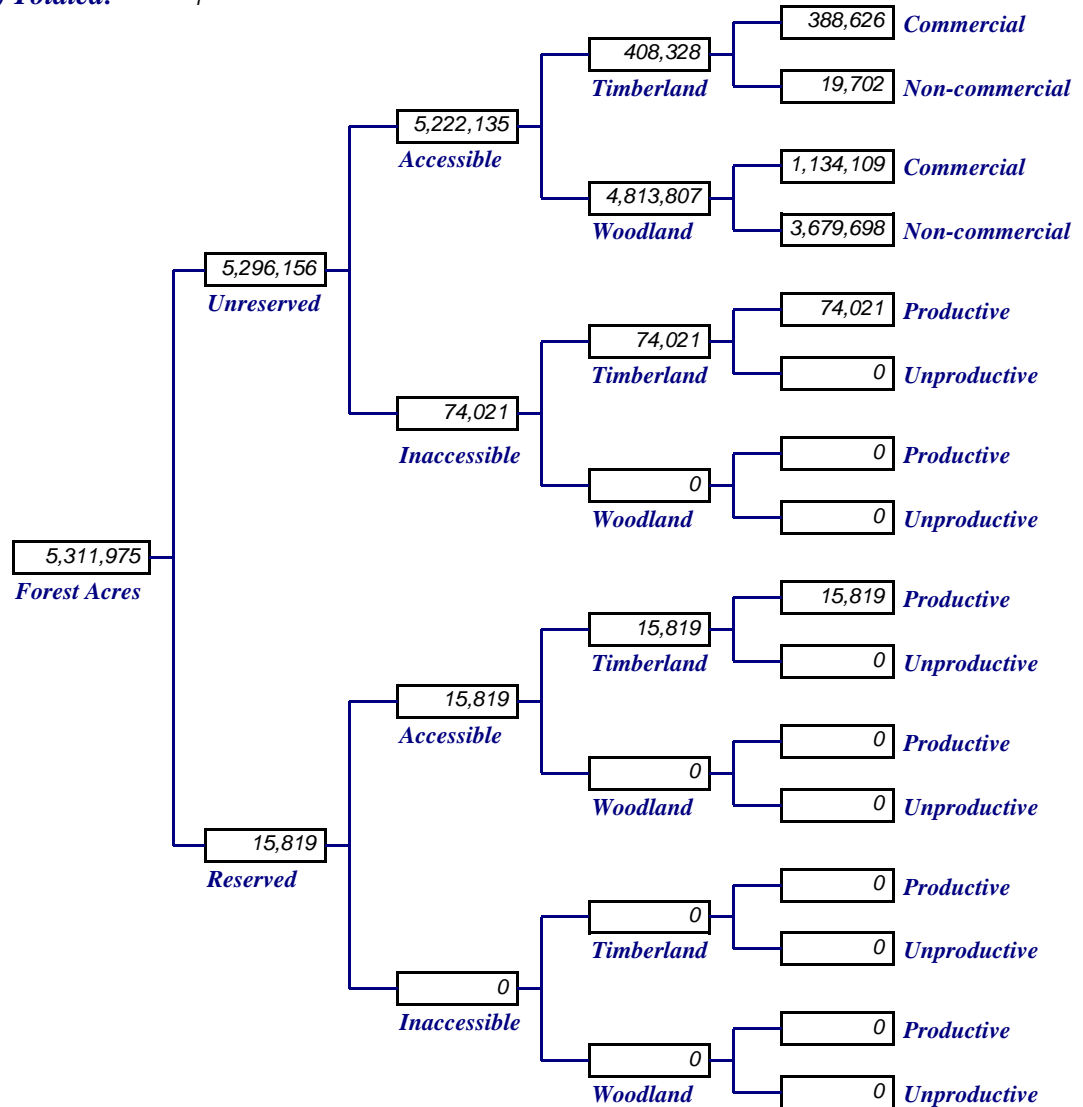 Totaled:
388,626 Commercial
408,328
Timberland
19,702 Non-commercial
5,222,135
Accessible
1,134,109 Commercial
4,813,807
Woodland
3,679,698 Non-commercial
5,296,156
Unreserved
74,021 Productive
74,021
Timberland
0 Unproductive
74,021
Inaccessible
0 Productive
0
Woodland
0 Unproductive
5,311,975
Forest Acres
15,819 Productive
15,819
Timberland
0 Unproductive
15,819
Accessible
0 Productive
0
Woodland
0 Unproductive
15,819
Reserved
0 Productive
0
Timberland
0 Unproductive
0
Inaccessible
0 Productive
0
Woodland
0 Unproductive